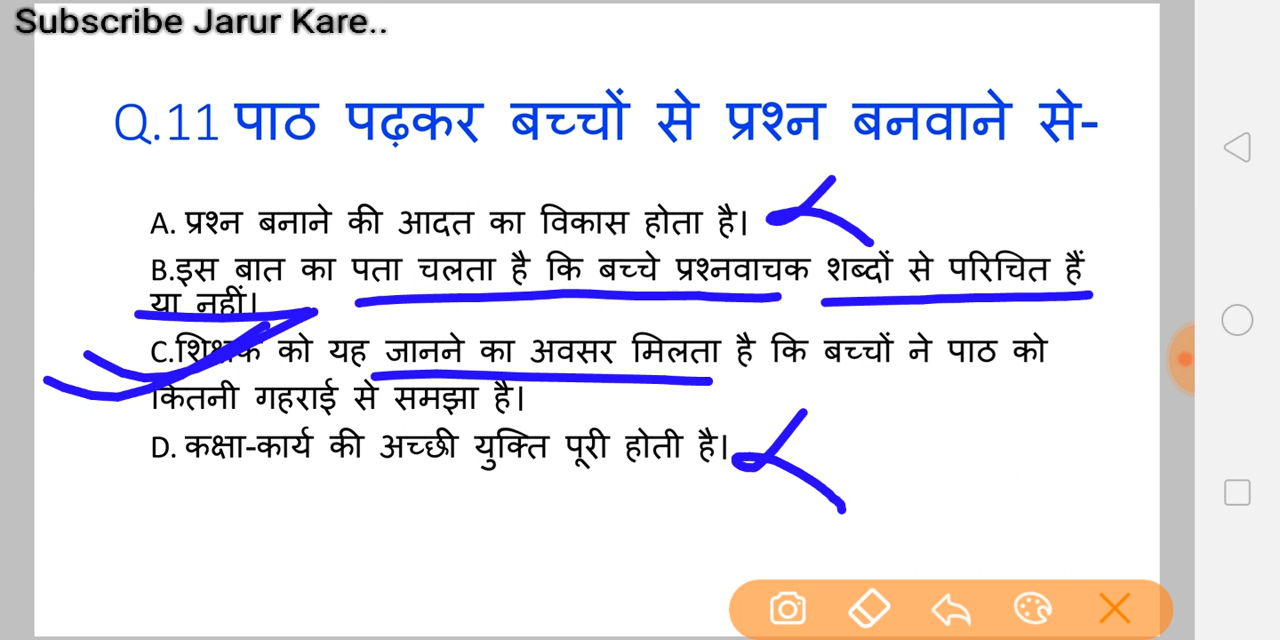 Subscribe Jarur Kare..
Q.11 पाठ पढ़कर बच्चों से प्रश्न बनवाने से-
A. प्रश्न बनाने की आदत का विकास होता है।
B.इस बात का पता चलता है कि बच्चे प्रश्नवाचक शब्दों से परिचित हैं
या नहीं।
C.शिक्षक को यह जानने का अवसर मिलता है कि बच्चों ने पाठ को
कितनी गहराई से समझा है।
D. कक्षा-कार्य की अच्छी युक्ति पूरी होती है।